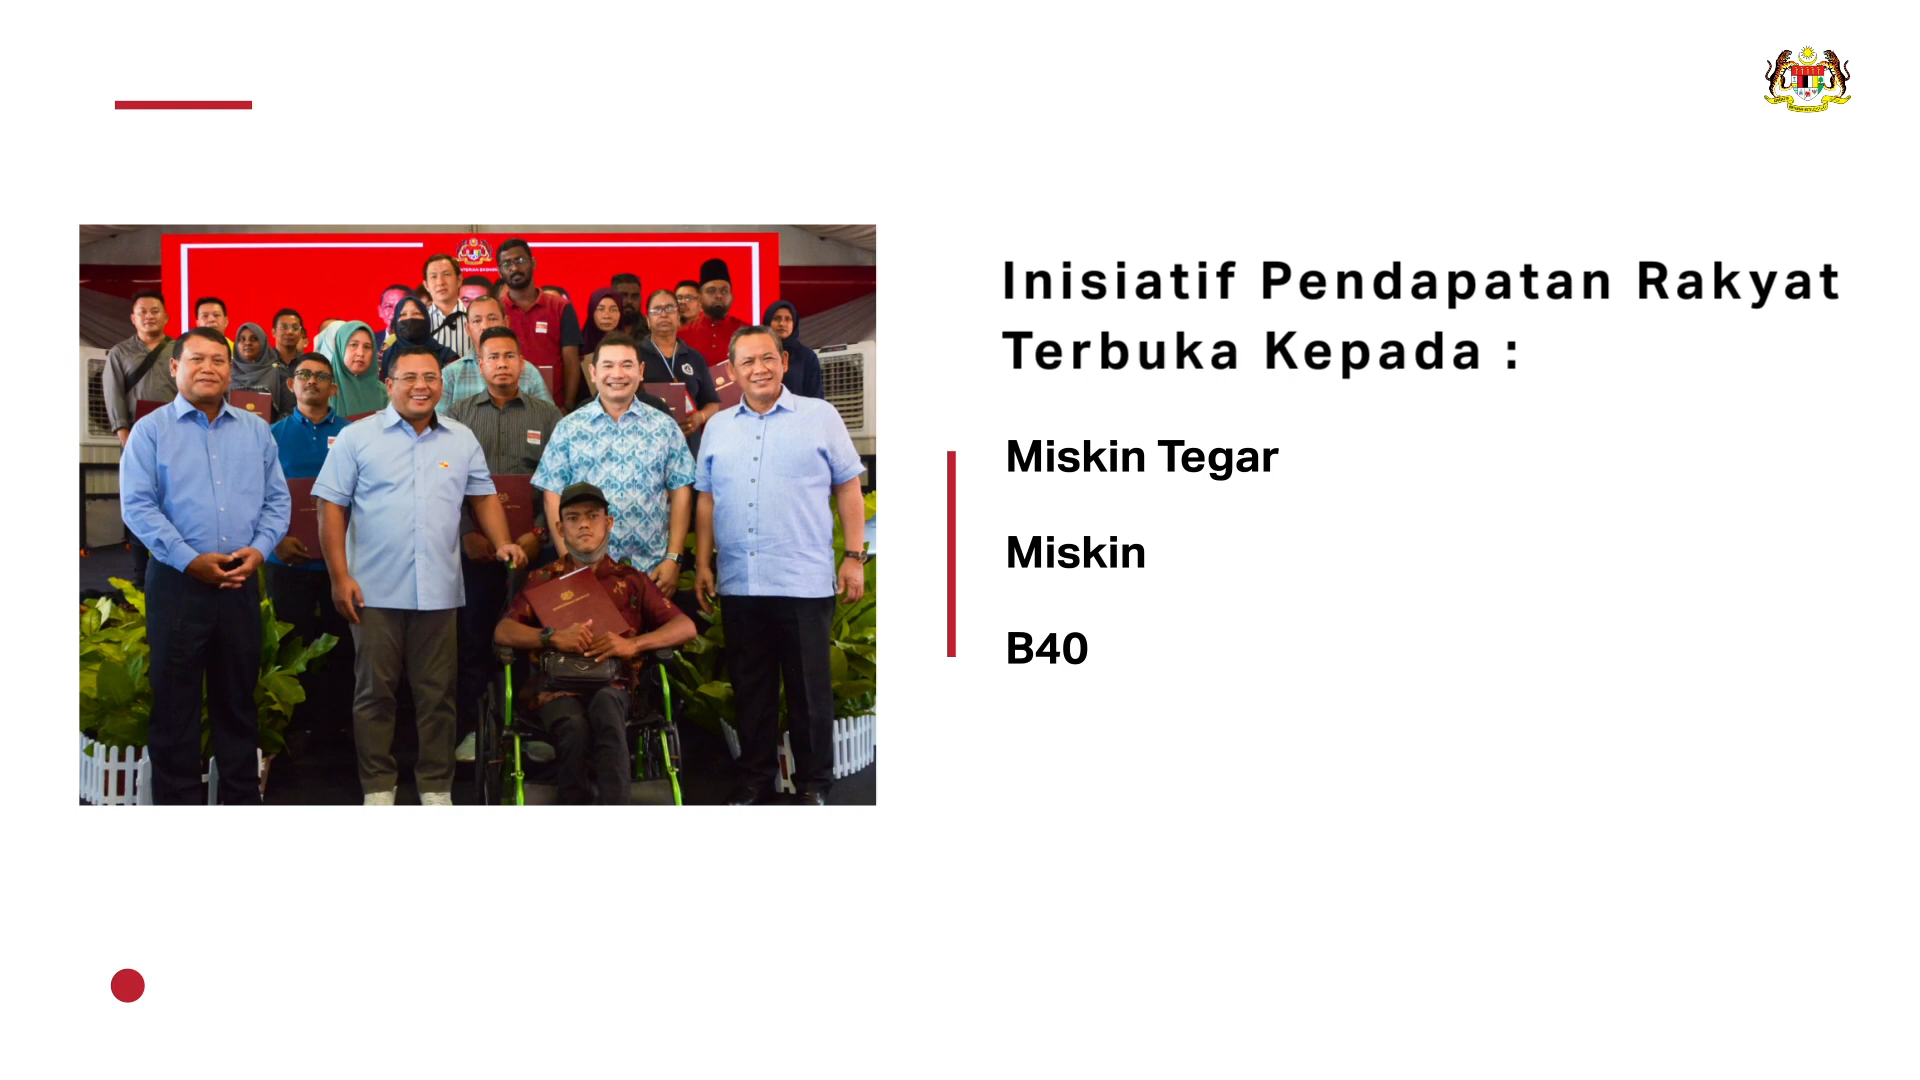 Inisiatif Pendapatan Rakyat
Terbuka Kepada :
Miskin Tegar
Miskin
B40